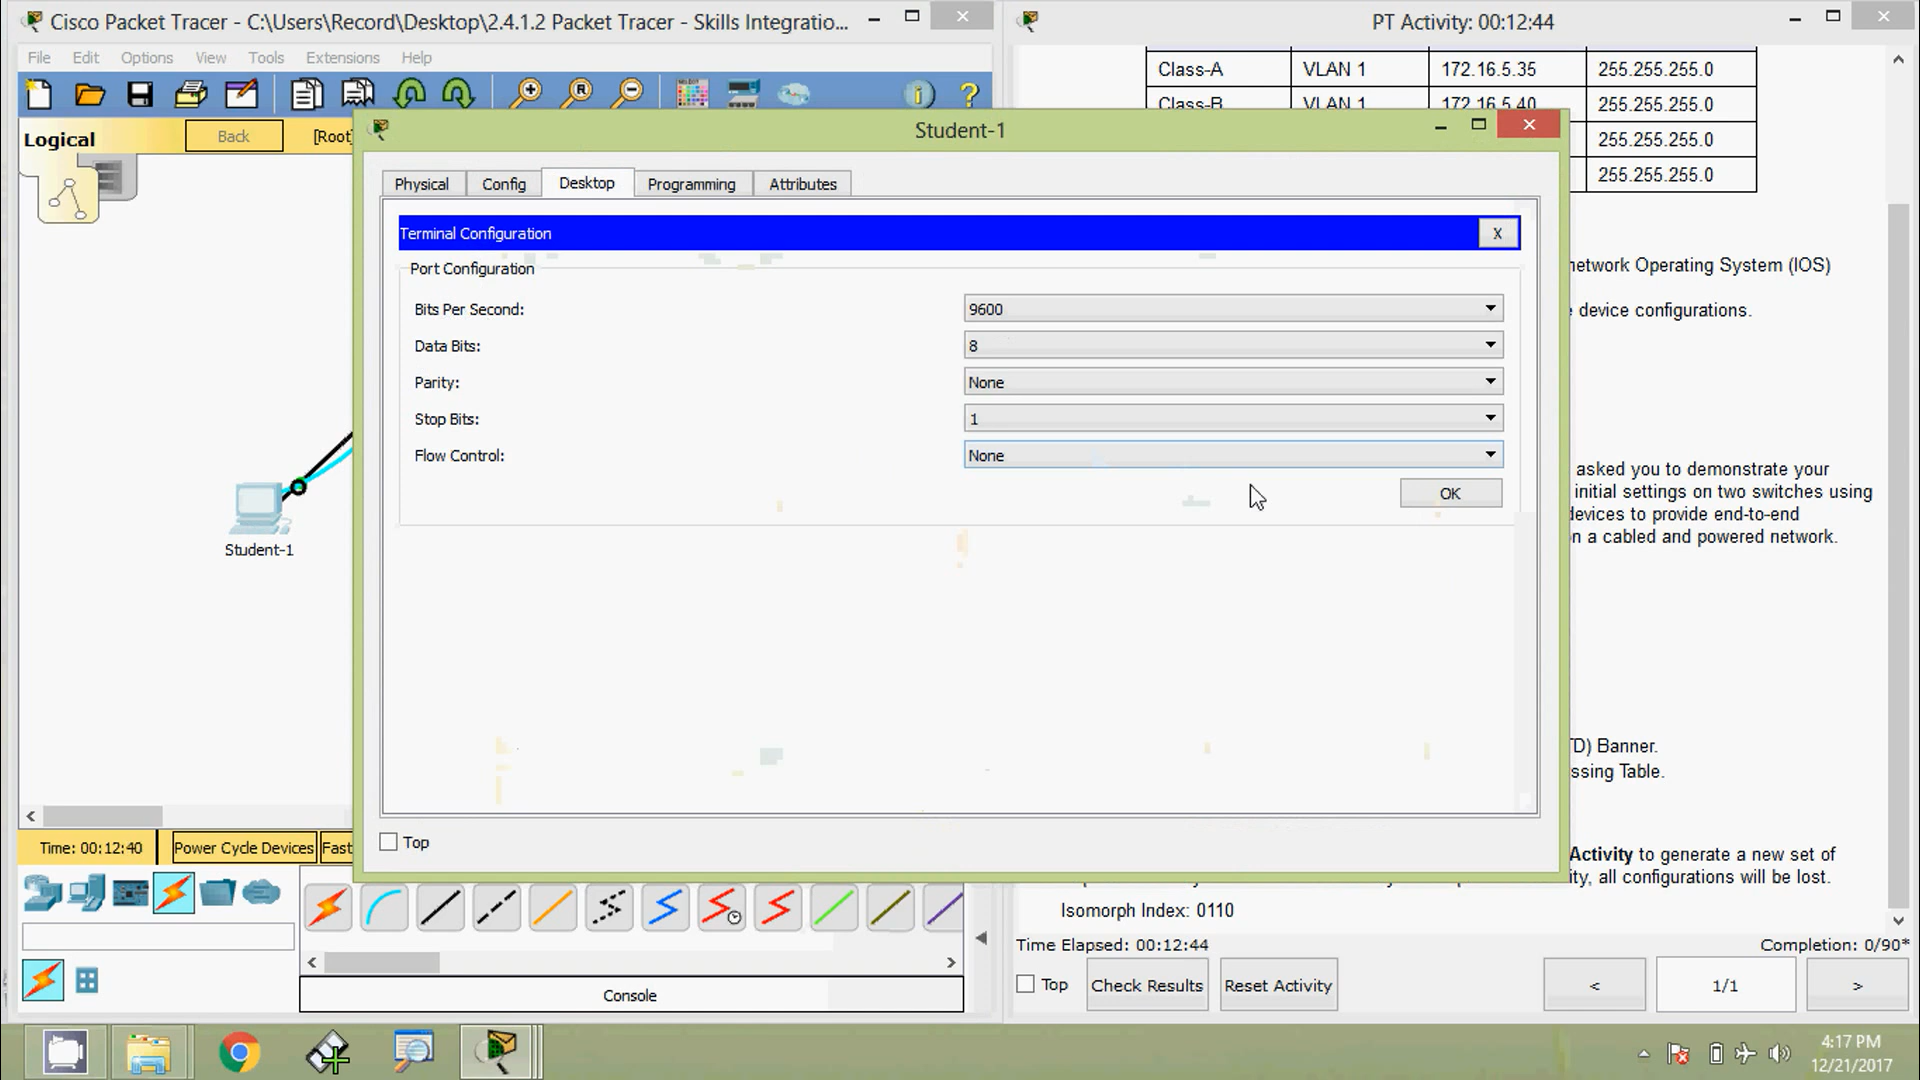 Cisco Packet Tracer - C:\Users\Record\Desktop\2.4.1.2 Packet Tracer - Skills Integratio...
File Edit Options View Tools Extensions Help
Logical
Back
[Root
Student-1
Time: 00:12:40
Power Cycle Devices
Fast
Console
Student-1
Physical
Config
Desktop
Programming
Attributes
Terminal Configuration
X
Port Configuration
Bits Per Second:
9600
Data Bits:
8
Parity:
None
Stop Bits:
1
Flow Control:
None
OK
Top
PT Activity: 00:12:44
Class-A VLAN 1 172.16.5.35 255.255.255.0
Class-B VLAN 1 172.16.5.40 255.255.255.0
255.255.255.0
255.255.255.0
network Operating System (IOS)
device configurations.
asked you to demonstrate your
initial settings on two switches using
devices to provide end-to-end
on a cabled and powered network.
TD) Banner.
ssing Table.
Activity to generate a new set of
ity, all configurations will be lost.
Isomorph Index: 0110
Time Elapsed: 00:12:44
Completion: 0/90*
Top
Check Results
Reset Activity
<
1/1
>
4:17 PM
12/21/2017